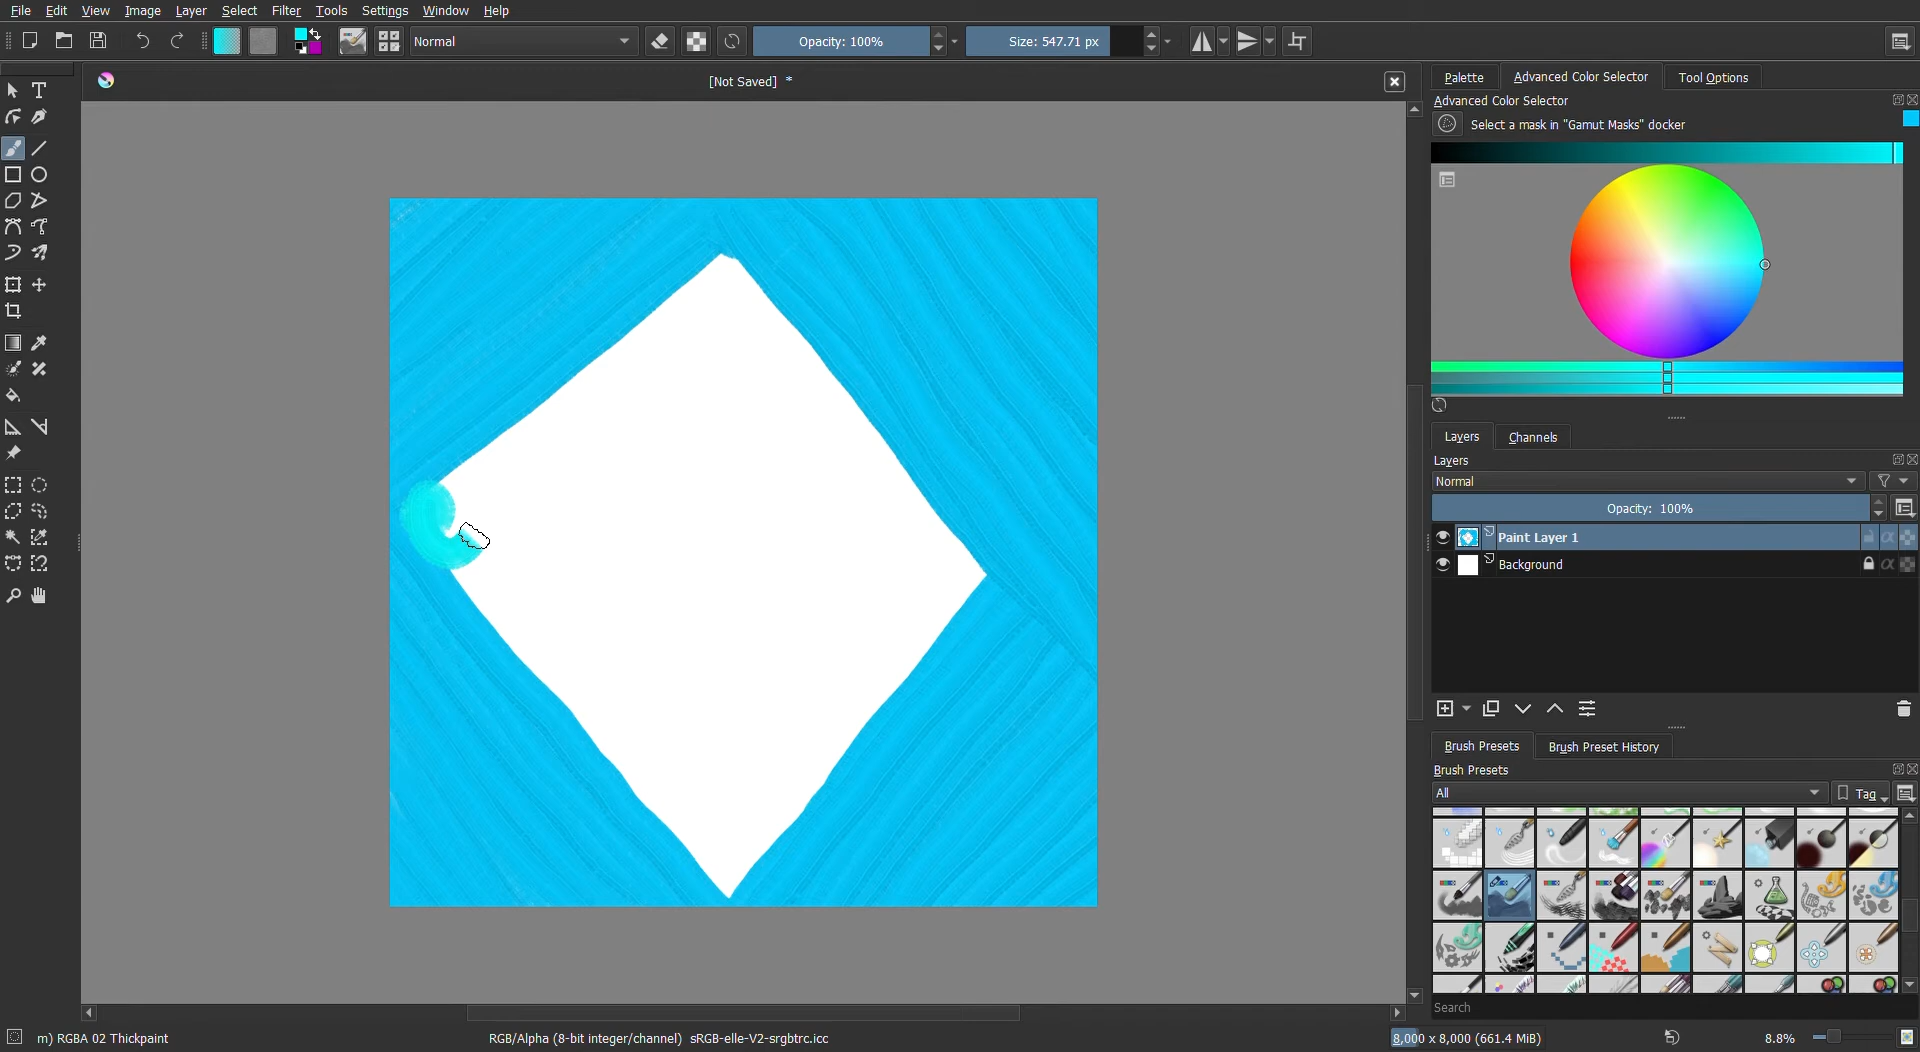 File Edit View Image Layer Select Filter Tools Settings Window Help
Normal Opacity: 100% Size: 547.71 px
[Not Saved] *
Palette Advanced Color Selector Tool Options
Advanced Color Selector
Select a mask in "Gamut Masks" docker
Layers Channels
Layers
Normal
Opacity: 100%
Paint Layer 1
Background
Brush Presets Brush Preset History
Brush Presets
All Tag
Search
m) RGBA 02 Thickpaint RGB/Alpha (8-bit integer/channel) sRGB-elle-V2-srgbtrc.icc 8,000 x 8,000 (661.4 MiB) 8.8%